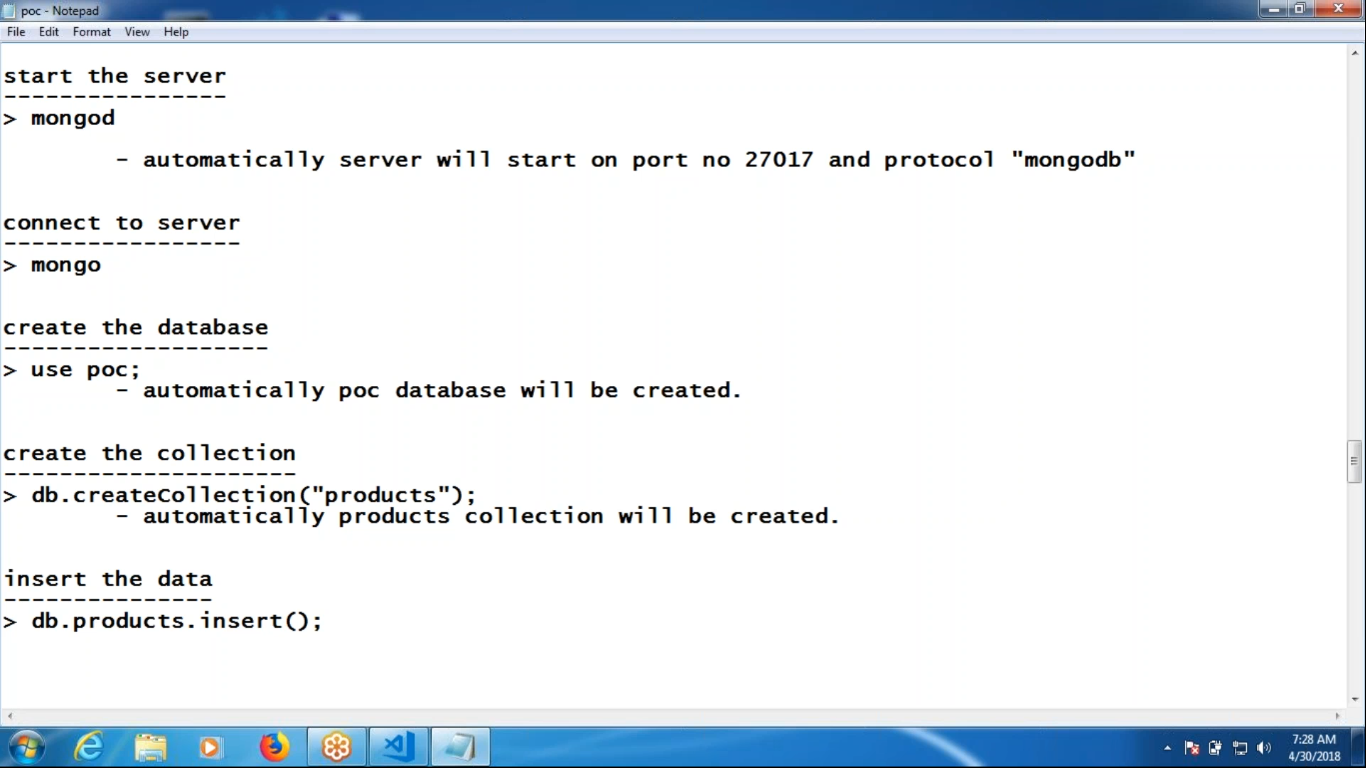 poc - Notepad
File Edit Format View Help
start the server
----------------
> mongod
- automatically server will start on port no 27017 and protocol "mongodb"
connect to server
-----------------
> mongo
create the database
-------------------
> use poc;
- automatically poc database will be created.
create the collection
---------------------
> db.createCollection("products");
- automatically products collection will be created.
insert the data
---------------
> db.products.insert();
7:28 AM
4/30/2018